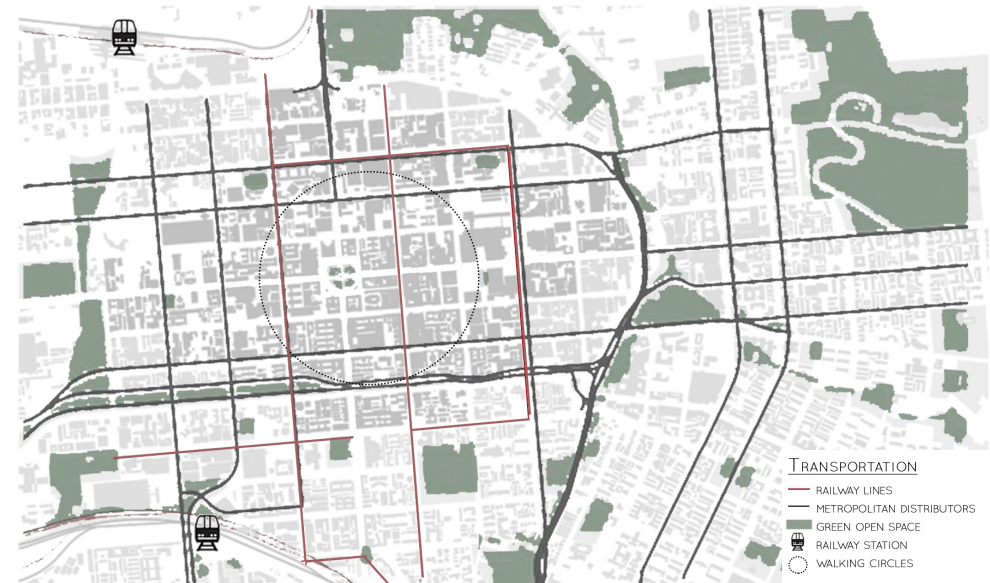 TRANSPORTATION
RAILWAY LINES
METROPOLITAN DISTRIBUTORS
GREEN OPEN SPACE
RAILWAY STATION
WALKING CIRCLES